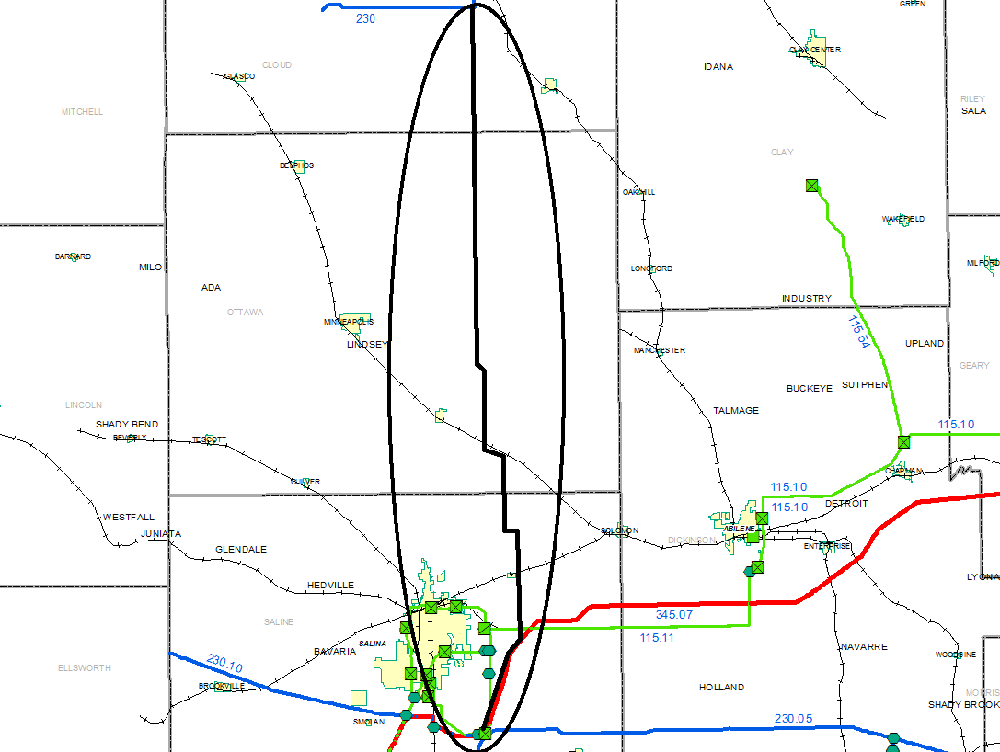 GREEN
230
CLAY CENTER
CLOUD
IDANA
GLASCO
RILEY
MITCHELL
SALA
CLAY
DELPHOS
OAK HILL
WAKEFIELD
BARNARD
MILO
LONGFORD
MILFORD
ADA
INDUSTRY
OTTAWA
MINNEAPOLIS
115.54
LINDSEY
UPLAND
MANCHESTER
GEARY
BUCKEYE
SUTPHEN
LINCOLN
TALMAGE
SHADY BEND
115.10
BEVERLY
TESCOTT
CHAPMAN
CULVER
115.10
DETROIT
115.10
WESTFALL
ABILENE
SOLOMON
JUNIATA
DICKINSON
ENTERPRISE
GLENDALE
LYONA
HEDVILLE
345.07
SALINE
115.11
SALINA
BAVARIA
NAVARRE
WOODBINE
230.10
ELLSWORTH
BROOKVILLE
HOLLAND
MORRIS
SHADY BROOK
SMOLAN
230.05